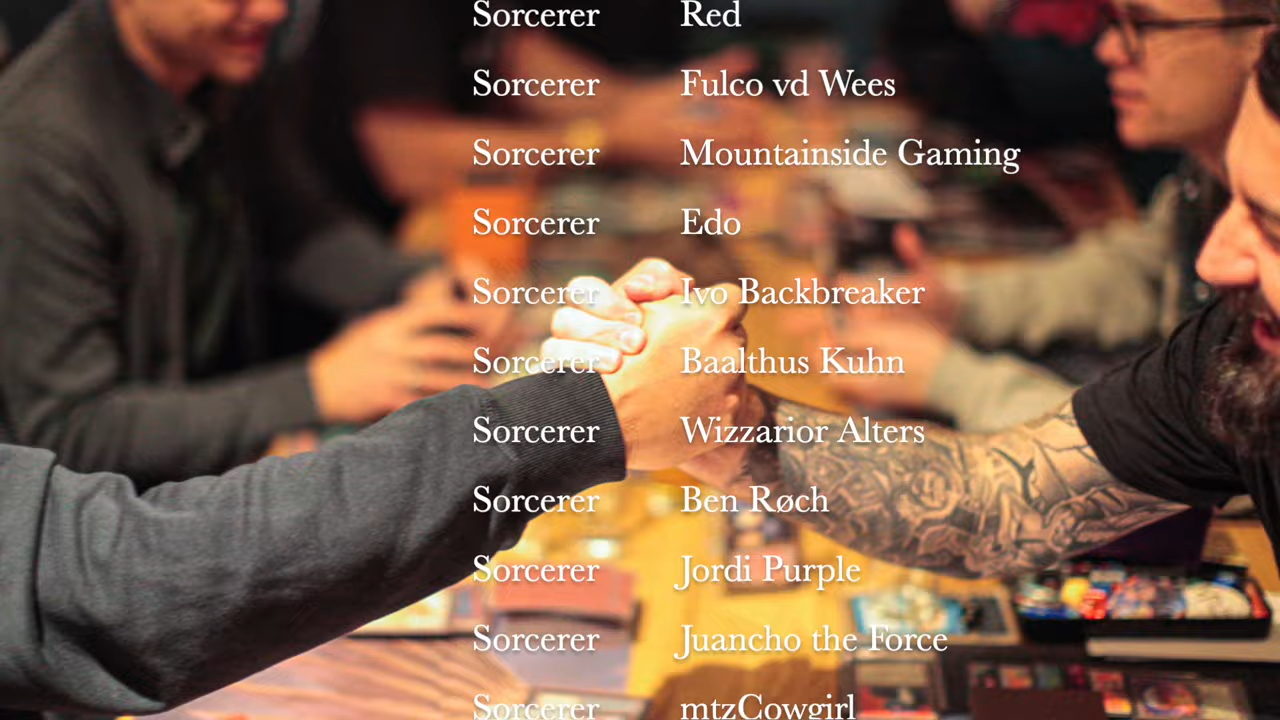 Sorcerer Red
Sorcerer Fulco vd Wees
Sorcerer Mountainside Gaming
Sorcerer Edo
Sorcerer Ivo Backbreaker
Sorcerer Baalthus Kuhn
Sorcerer Wizzarior Alters
Sorcerer Ben Røch
Sorcerer Jordi Purple
Sorcerer Juancho the Force
Sorcerer mtzCowgirl